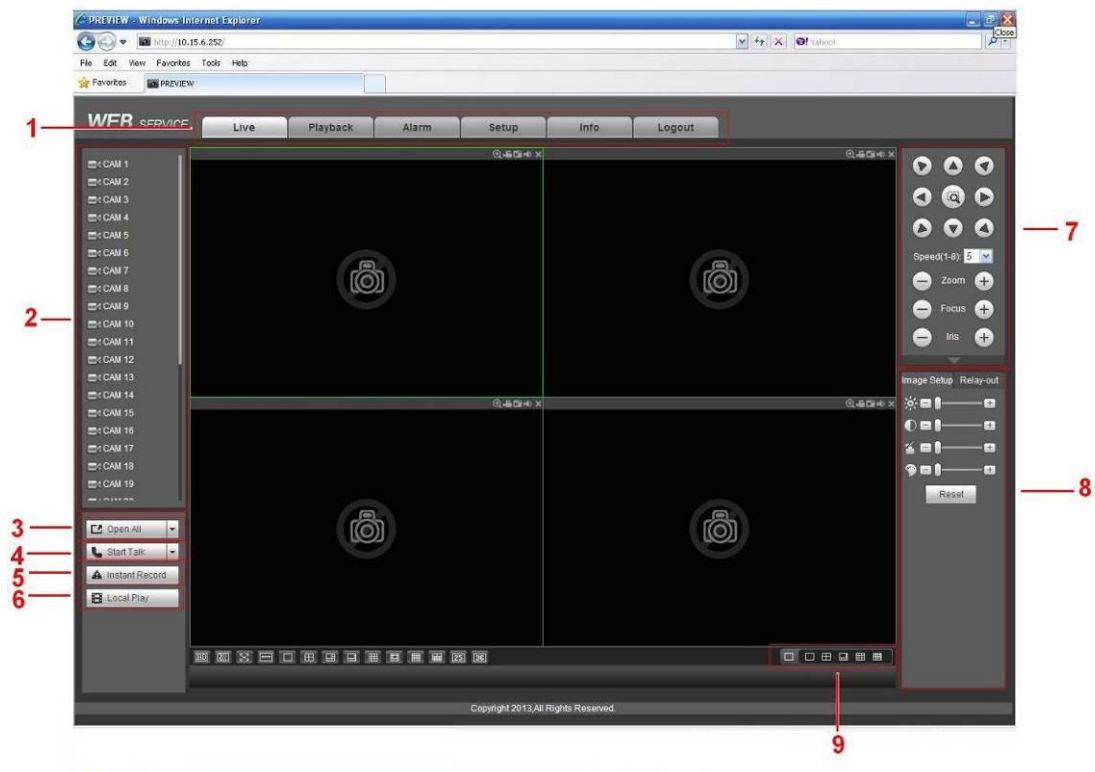 PREVIEW - Windows Internet Explorer
Close
http://10.15.6.252/
Yahoo!
File Edit View Favorites Tools Help
Favorites PREVIEW
WEB SERVICE
1
Live Playback Alarm Setup Info Logout
CAM 1
CAM 2
CAM 3
CAM 4
CAM 5
CAM 6
CAM 7
CAM 8
CAM 9
CAM 10
CAM 11
CAM 12
CAM 13
CAM 14
CAM 15
CAM 16
CAM 17
CAM 18
CAM 19
2
7
Speed(1-8): 5
Zoom
Focus
Iris
Image Setup Relay-out
Reset
8
3
Open All
4
Start Talk
5
Instant Record
6
Local Play
25 36
9
Copyright 2013,All Rights Reserved.